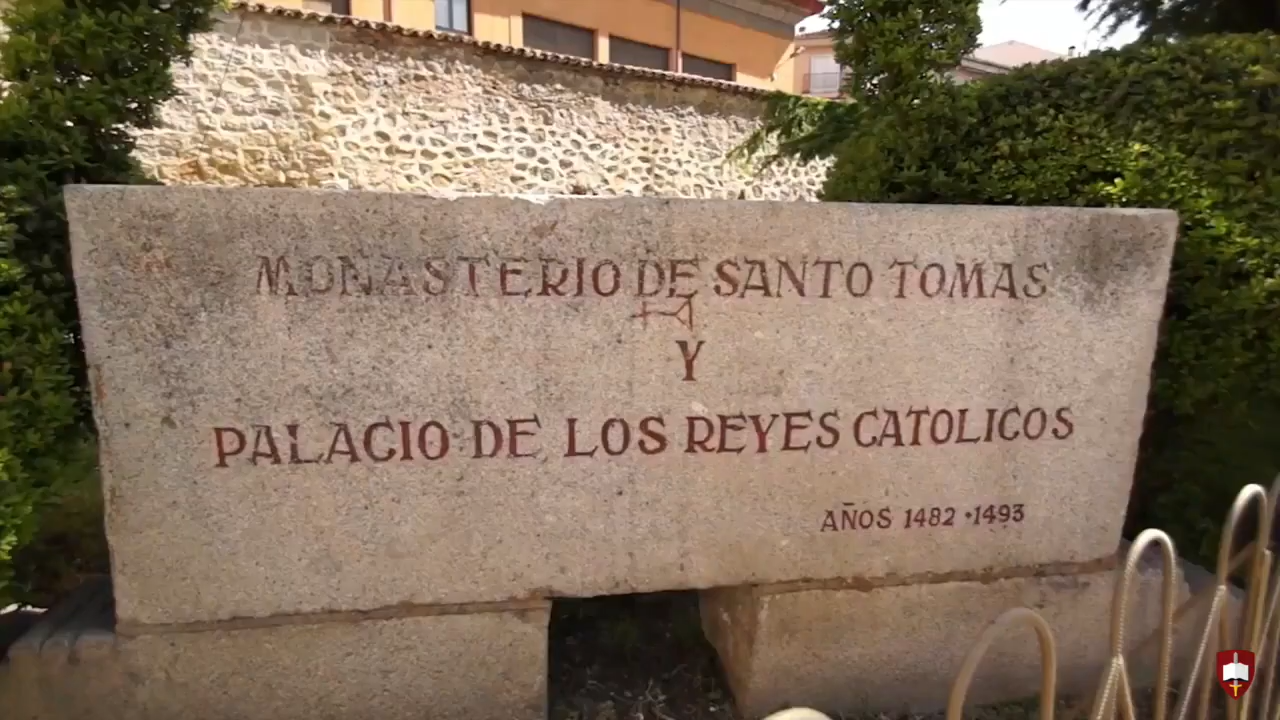 MONASTERIO DE SANTO TOMAS
Y
PALACIO DE LOS REYES CATOLICOS
AÑOS 1482 · 1493